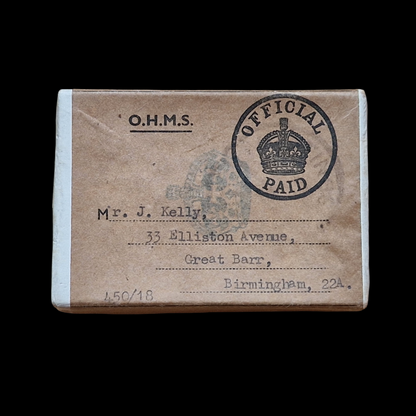 O.H.M.S.
OFFICIAL
PAID
Mr. J. Kelly,
33 Elliston Avenue,
Great Barr,
Birmingham, 22A.
450/18